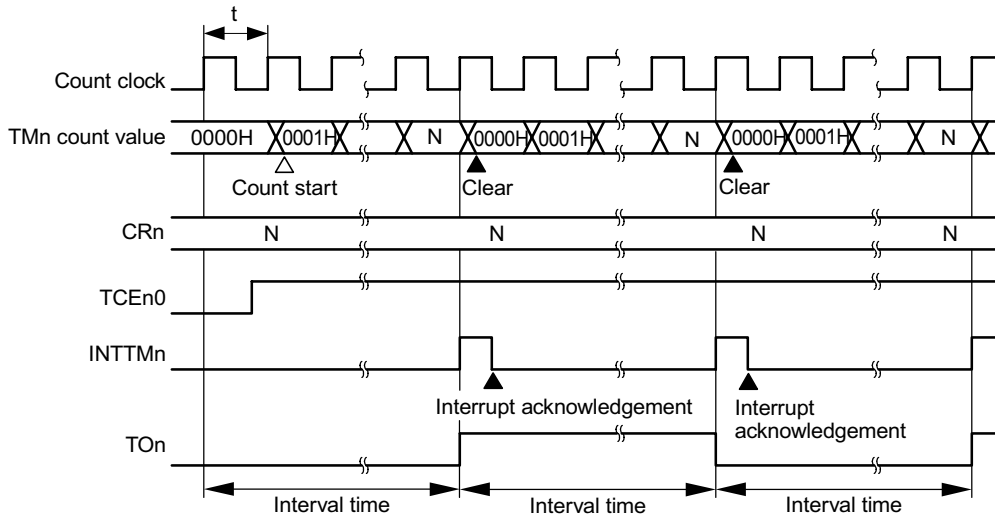 t
Count clock
TMn count value 0000H 0001H N 0000H 0001H N 0000H 0001H N
Count start Clear Clear
CRn N N N N
TCEn0
INTTMn
Interrupt acknowledgement Interrupt
acknowledgement
TOn
Interval time Interval time Interval time